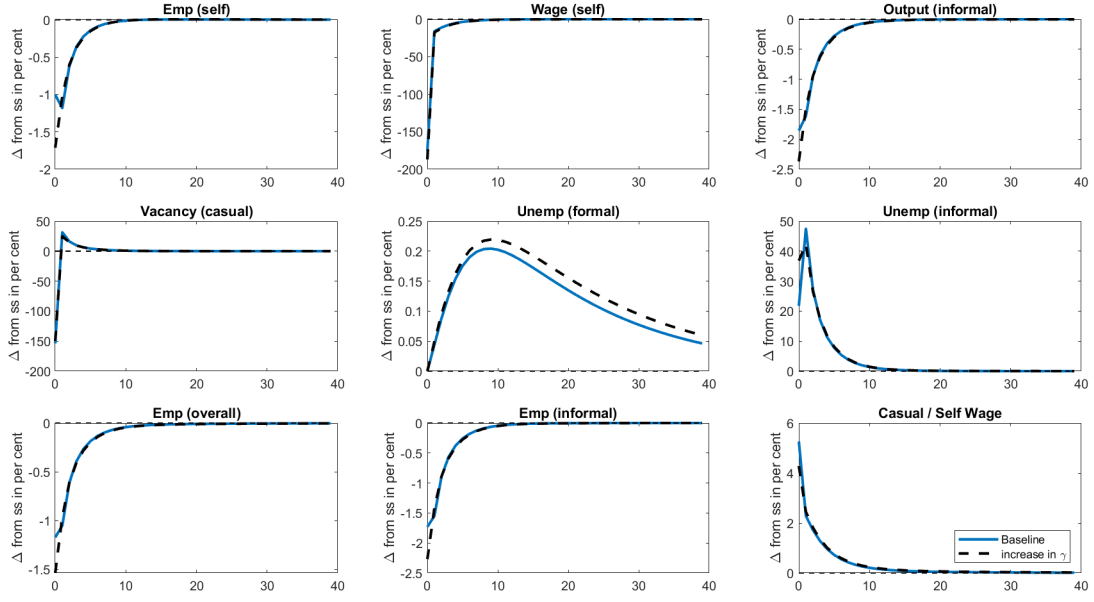 Emp (self)
Δ from ss in per cent
0
-0.5
-1
-1.5
-2
0 10 20 30 40
Wage (self)
Δ from ss in per cent
0
-50
-100
-150
-200
0 10 20 30 40
Output (informal)
Δ from ss in per cent
0
-0.5
-1
-1.5
-2
-2.5
0 10 20 30 40
Vacancy (casual)
Δ from ss in per cent
50
0
-50
-100
-150
-200
0 10 20 30 40
Unemp (formal)
Δ from ss in per cent
0.25
0.2
0.15
0.1
0.05
0
0 10 20 30 40
Unemp (informal)
Δ from ss in per cent
50
40
30
20
10
0
0 10 20 30 40
Emp (overall)
Δ from ss in per cent
0
-0.5
-1
-1.5
0 10 20 30 40
Emp (informal)
Δ from ss in per cent
0
-0.5
-1
-1.5
-2
-2.5
0 10 20 30 40
Casual / Self Wage
Δ from ss in per cent
6
4
2
0
0 10 20 30 40
Baseline
increase in γ